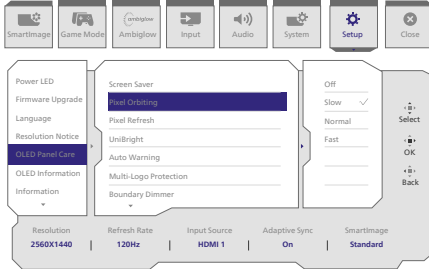 SmartImage
Game Mode
ambiglow
Ambiglow
Input
Audio
System
Setup
Close
Power LED
Firmware Upgrade
Language
Resolution Notice
OLED Panel Care
OLED Information
Information
Screen Saver
Pixel Orbiting
Pixel Refresh
UniBright
Auto Warning
Multi-Logo Protection
Boundary Dimmer
Off
Slow
Normal
Fast
Select
OK
Back
Resolution Refresh Rate Input Source Adaptive Sync SmartImage
2560X1440 | 120Hz | HDMI 1 | On | Standard